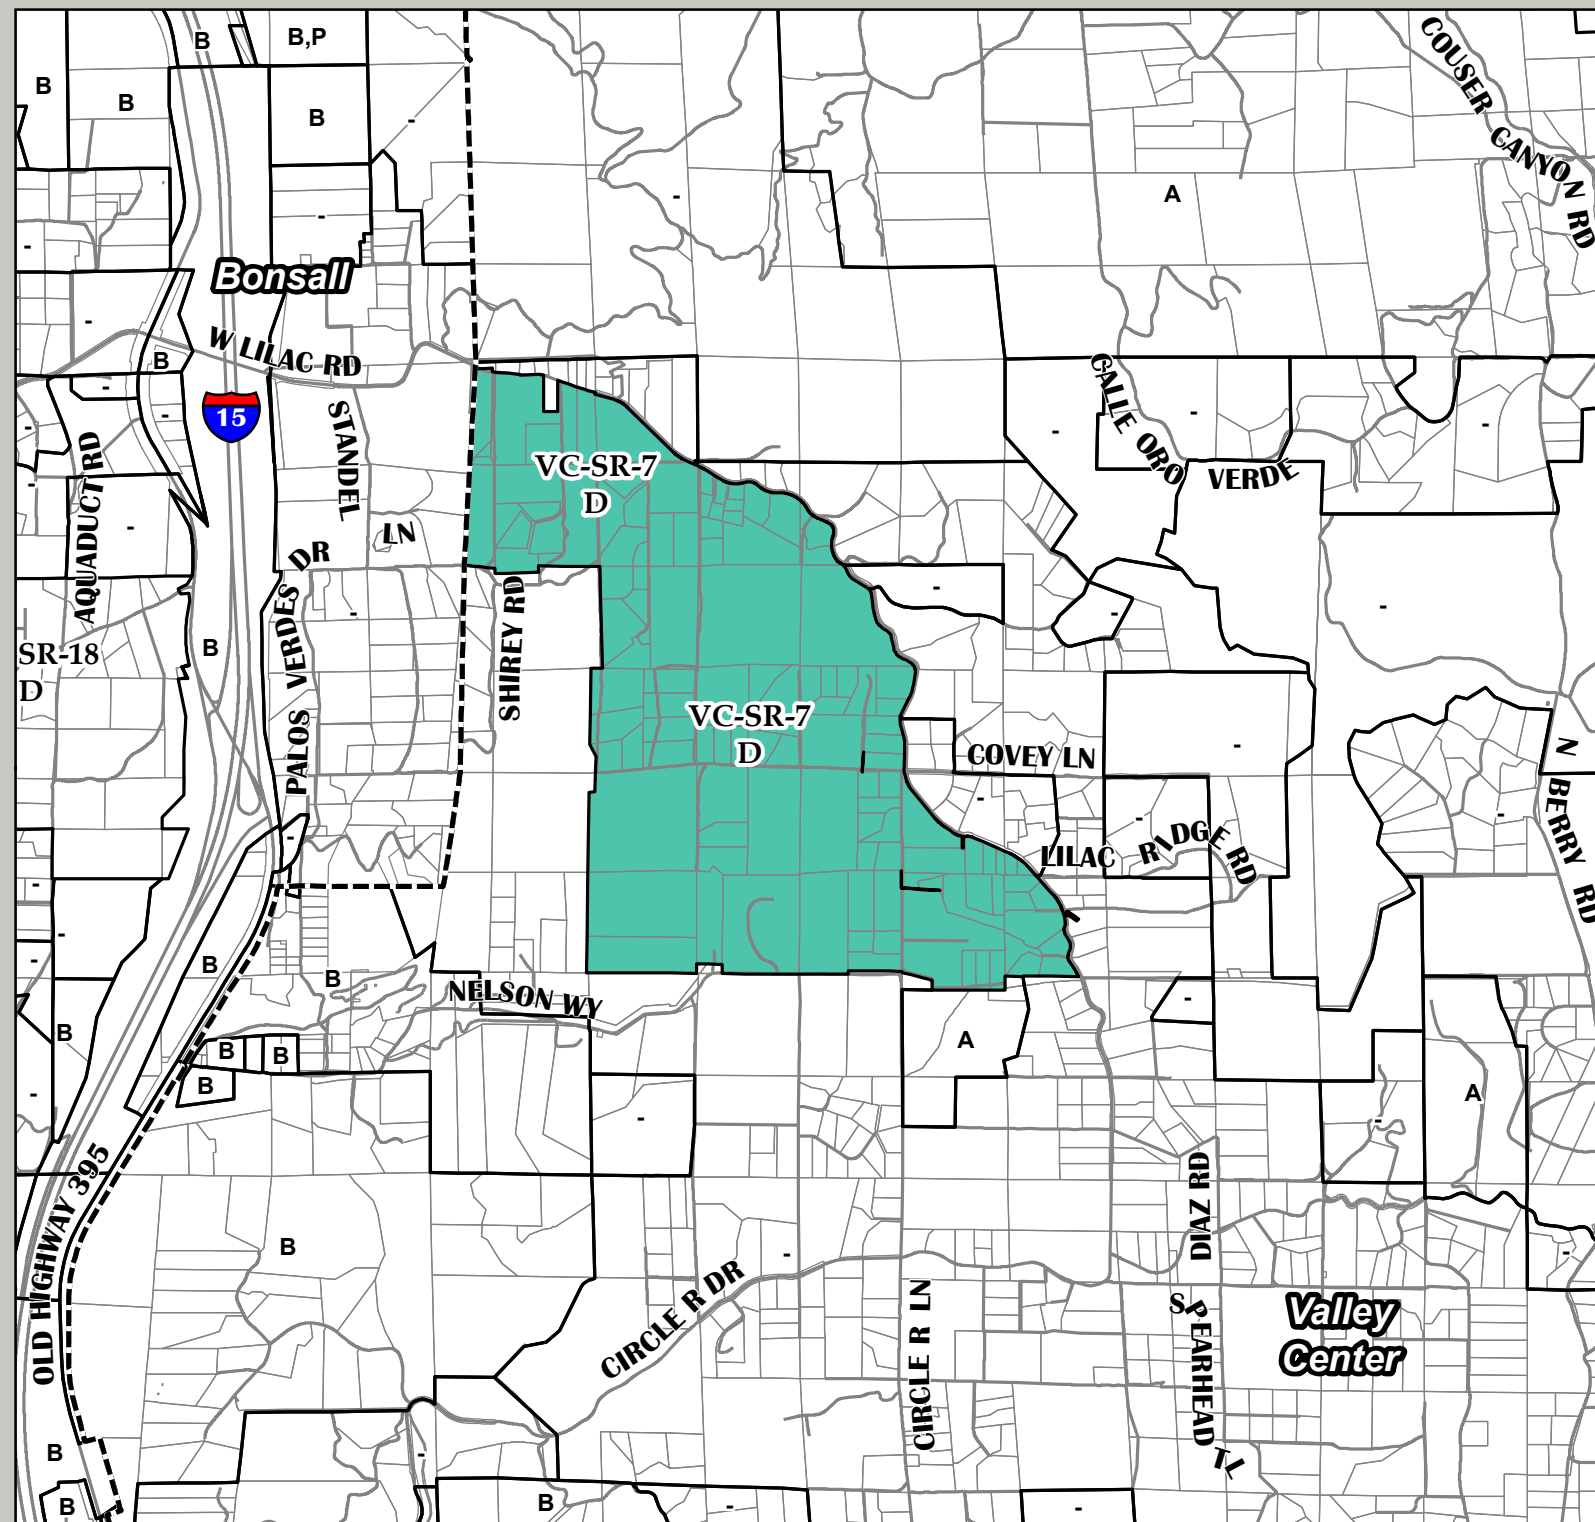 B
B,P
B
B
B
-
COUSER CANYON RD
-
A
-
-
Bonsall
-
W LILAC RD
B
15
-
-
-
-
STANDEL LN
AQUADUCT RD
-
-
VC-SR-7
D
CALLE ORO VERDE
-
-
-
PALOS VERDES DR
-
SHIREY RD
-
-
-
B
SR-18
D
VC-SR-7
D
COVEY LN
-
-
-
-
N BERRY RD
LILAC RIDGE RD
-
-
-
-
B
B
NELSON WY
-
B
B
B
A
B
-
-
A
-
OLD HIGHWAY 395
DIAZ RD
B
-
-
CIRCLE R DR
CIRCLE R LN
SPEARHEAD TL
Valley
Center
B
-
B
B
-
-